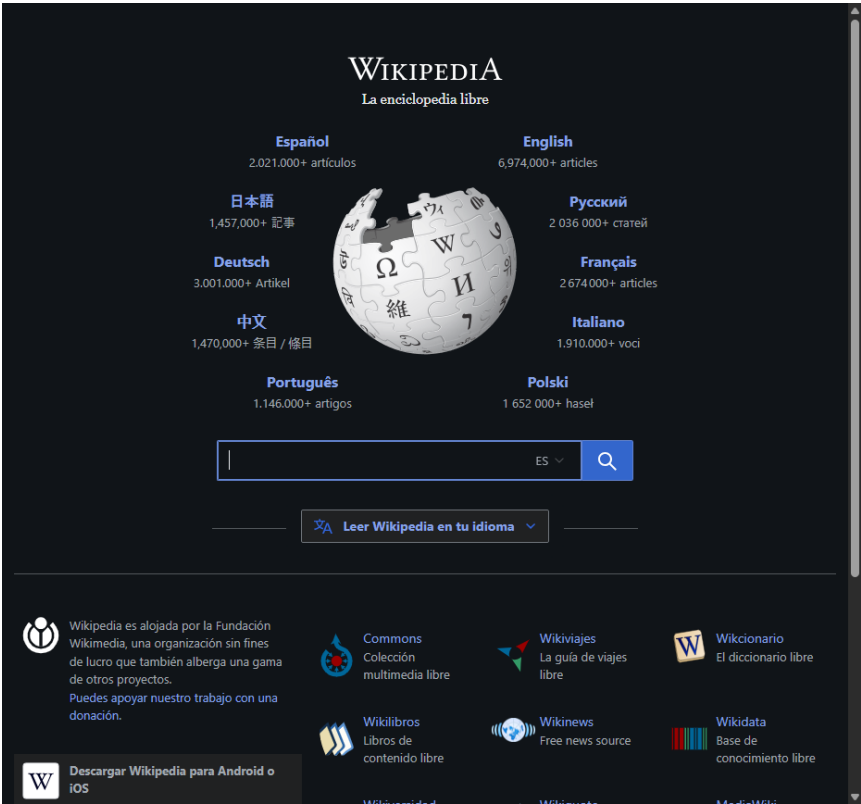 WIKIPEDIA
La enciclopedia libre
Español
2.021.000+ artículos
English
6,974,000+ articles
日本語
1,457,000+ 記事
Русский
2 036 000+ статей
Deutsch
3.001.000+ Artikel
Français
2 674 000+ articles
中文
1,470,000+ 条目 / 條目
Italiano
1.910.000+ voci
Português
1.146.000+ artigos
Polski
1 652 000+ haseł
ウィ
W
Ω
И
維
ES
Leer Wikipedia en tu idioma
Wikipedia es alojada por la Fundación
Wikimedia, una organización sin fines
de lucro que también alberga una gama
de otros proyectos.
Puedes apoyar nuestro trabajo con una
donación.
Descargar Wikipedia para Android o
iOS
Commons
Colección
multimedia libre
Wikiviajes
La guía de viajes
libre
W
Wikcionario
El diccionario libre
Wikilibros
Libros de
contenido libre
Wikinews
Free news source
Wikidata
Base de
conocimiento libre
W